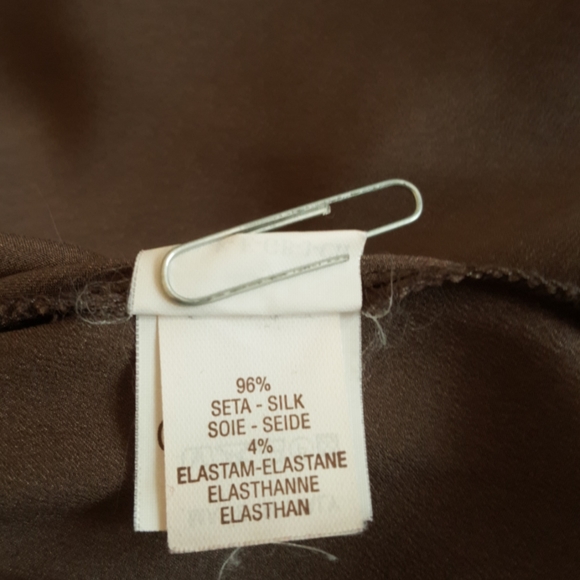 96%
SETA - SILK
SOIE - SEIDE
4%
ELASTAM-ELASTANE
ELASTHANNE
ELASTHAN